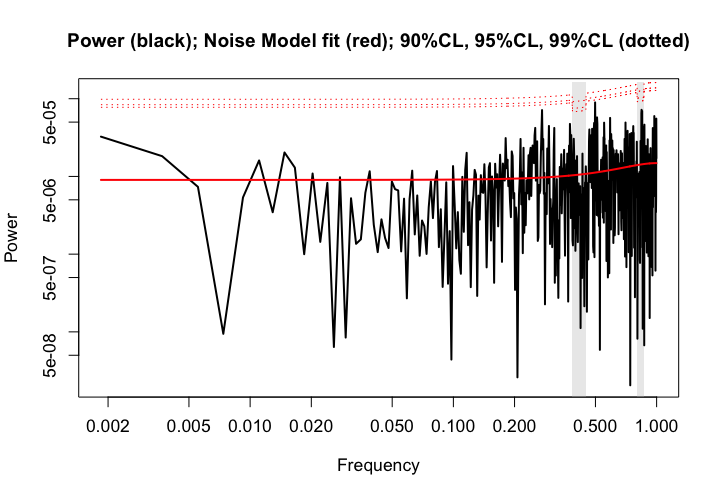 Power (black); Noise Model fit (red); 90%CL, 95%CL, 99%CL (dotted)
Power
5e-05
5e-06
5e-07
5e-08
0.002 0.005 0.010 0.020 0.050 0.100 0.200 0.500 1.000
Frequency